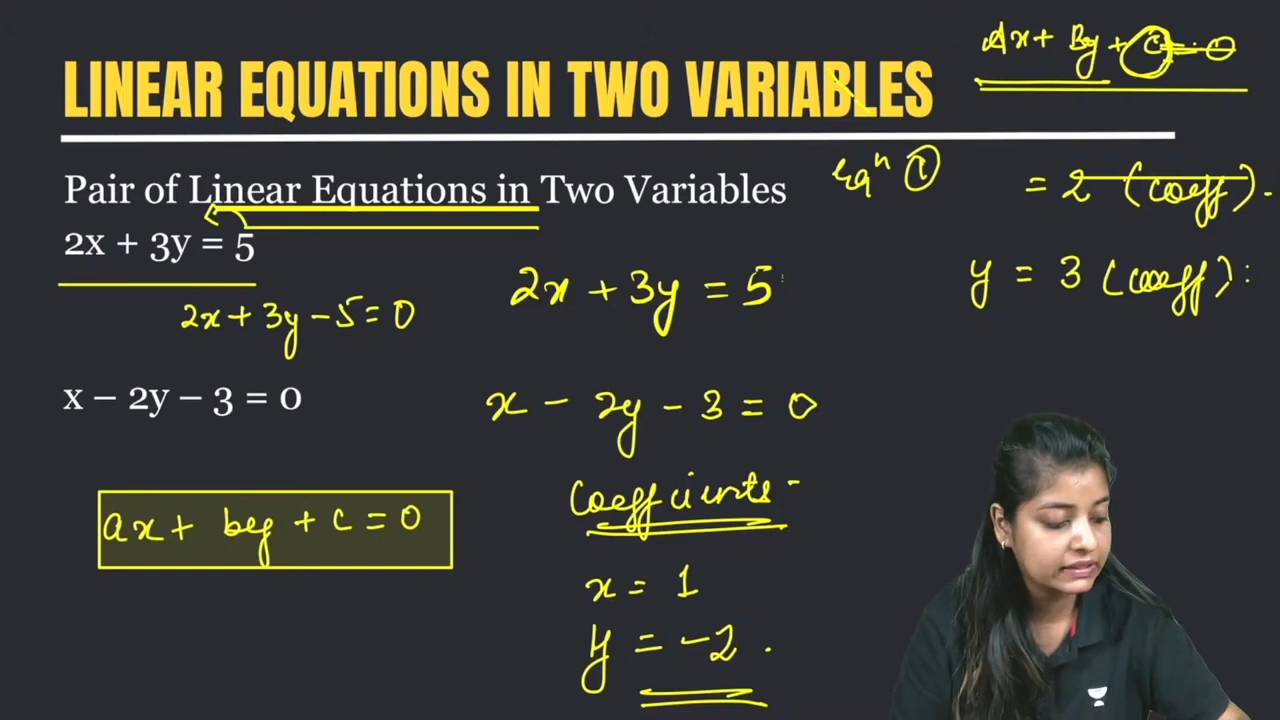 Ax + By + C = 0
LINEAR EQUATIONS IN TWO VARIABLES
Pair of Linear Equations in Two Variables
Eqⁿ ①
= 2 (coeff).
2x + 3y = 5
y = 3 (coeff):
2x + 3y = 5
2x + 3y - 5 = 0
x – 2y – 3 = 0
x - 2y - 3 = 0
Coefficients -
ax + by + c = 0
x = 1
y = -2.